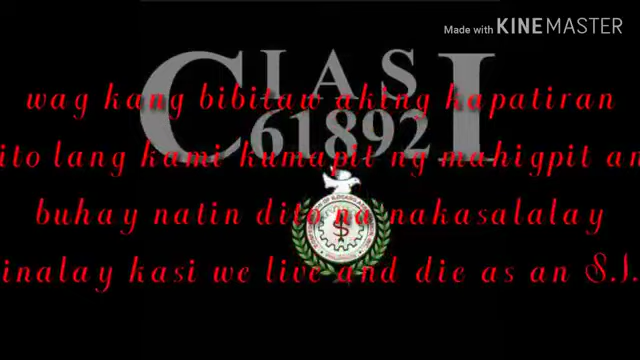 Made with KINEMASTER
IAS
C I
61892
wag kang bibitaw aking kapatiran
ito lang kami kumapit ng mahigpit an
buhay natin dito na nakasalalay
inalay kasi we live and die as an S.I.